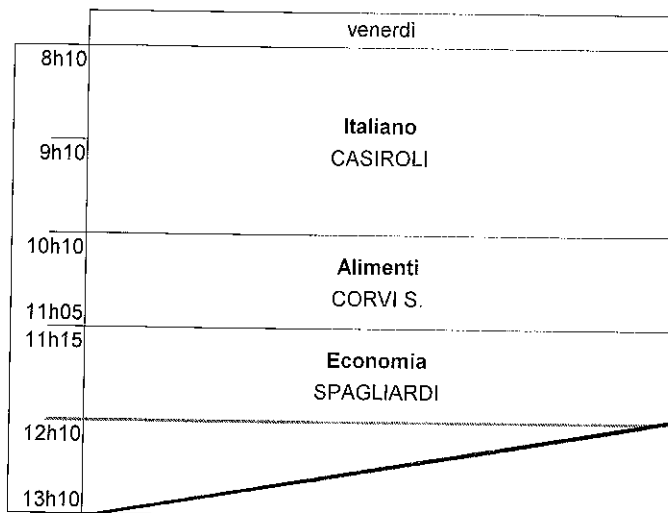 venerdì
8h10
Italiano
9h10
CASIROLI
10h10
Alimenti
CORVI S.
11h05
11h15
Economia
SPAGLIARDI
12h10
13h10